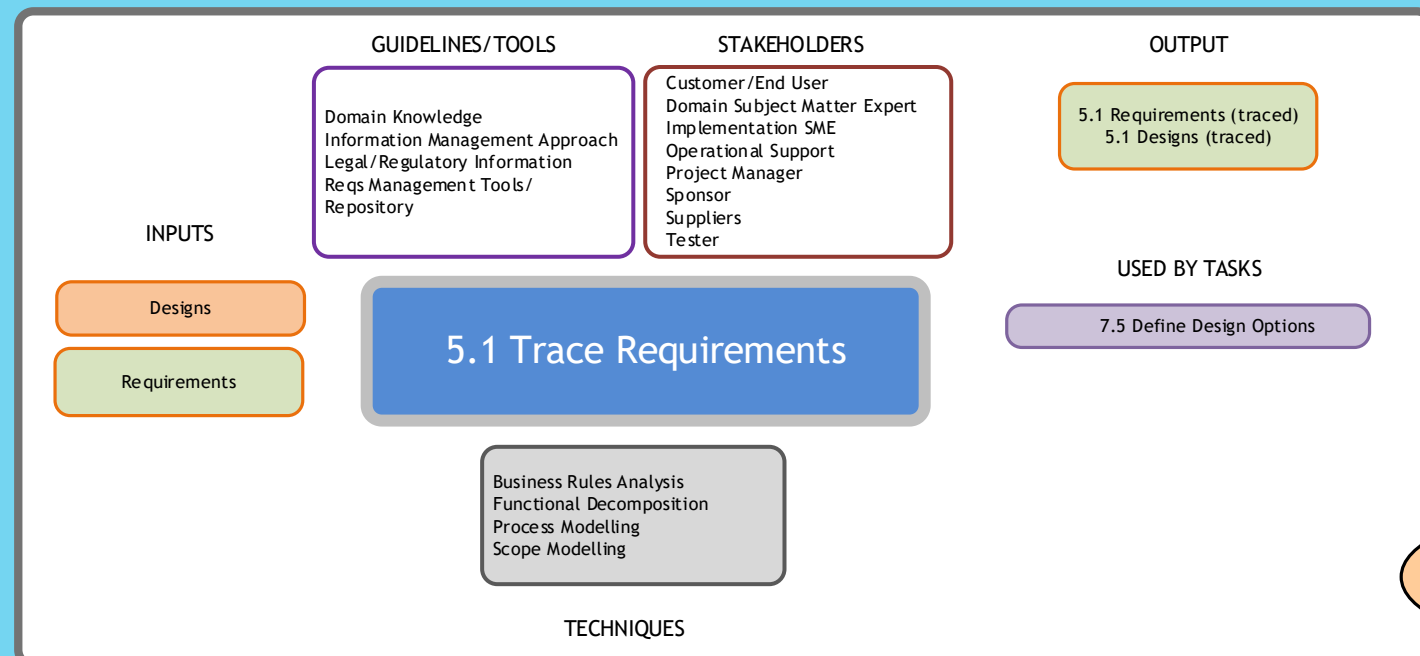 GUIDELINES/TOOLS
STAKEHOLDERS
OUTPUT
Domain Knowledge
Information Management Approach
Legal/Regulatory Information
Reqs Management Tools/
Repository
Customer/End User
Domain Subject Matter Expert
Implementation SME
Operational Support
Project Manager
Sponsor
Suppliers
Tester
5.1 Requirements (traced)
5.1 Designs (traced)
INPUTS
Designs
Requirements
5.1 Trace Requirements
USED BY TASKS
7.5 Define Design Options
Business Rules Analysis
Functional Decomposition
Process Modelling
Scope Modelling
TECHNIQUES